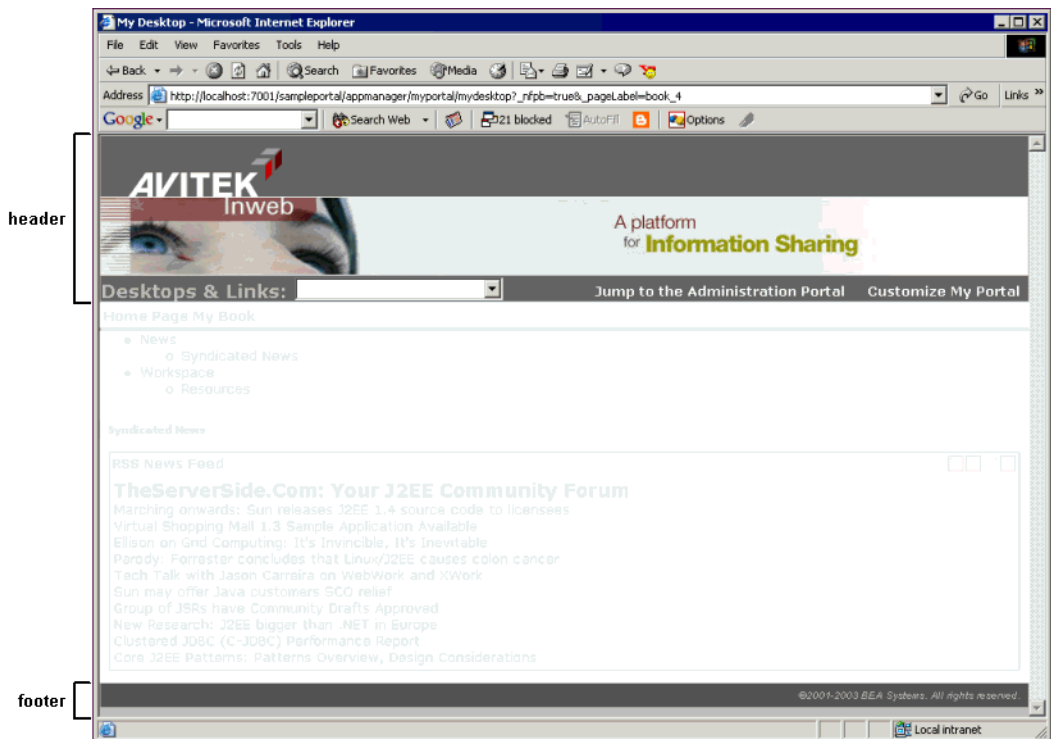 My Desktop - Microsoft Internet Explorer
File Edit View Favorites Tools Help
Back Search Favorites Media
Address http://localhost:7001/sampleportal/appmanager/myportal/mydesktop?_nfpb=true&_pageLabel=book_4 Go Links »
Google Search Web 21 blocked AutoFill Options
header
AVITEK
Inweb
A platform
for Information Sharing
Desktops & Links: Jump to the Administration Portal Customize My Portal
Home Page My Book
News
Syndicated News
Workspace
Resources
Syndicated News
RSS News Feed
TheServerSide.Com: Your J2EE Community Forum
Marching onwards: Sun releases J2EE 1.4 source code to licensees
Virtual Shopping Mall 1.3 Sample Application Available
Ellison on Grid Computing: It's Invincible, It's Inevitable
Parody: Forrester concludes that Linux/J2EE causes colon cancer
Tech Talk with Jason Carreira on WebWork and XWork
Sun may offer Java customers SCO relief
Group of JSRs have Community Drafts Approved
New Research: J2EE bigger than .NET in Europe
Clustered JDBC (C-JDBC) Performance Report
Core J2EE Patterns: Patterns Overview, Design Considerations
footer
©2001-2003 BEA Systems. All rights reserved.
Local intranet